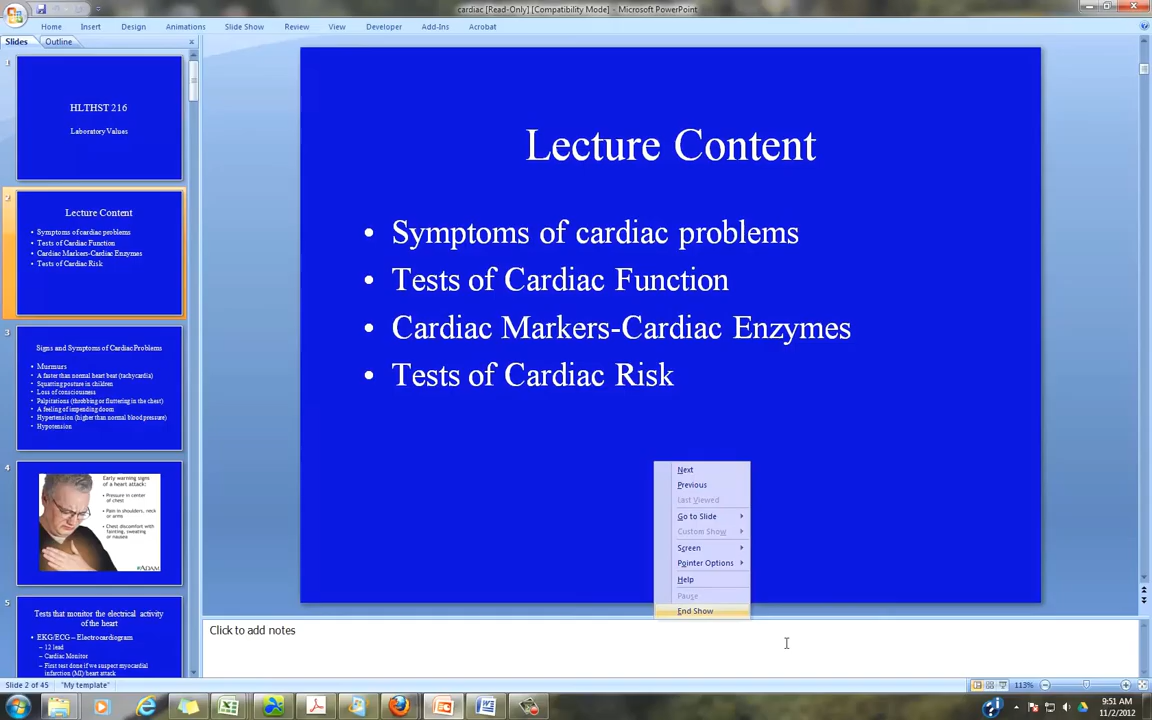 cardiac [Read-Only] [Compatibility Mode] - Microsoft PowerPoint
Home Insert Design Animations Slide Show Review View Developer Add-Ins Acrobat
Slides Outline
1
HLTHST 216
Laboratory Values
2
Lecture Content
• Symptoms of cardiac problems
• Tests of Cardiac Function
• Cardiac Markers-Cardiac Enzymes
• Tests of Cardiac Risk
3
Signs and Symptoms of Cardiac Problems
• Murmurs
• A faster than normal heart beat (tachycardia)
• Squatting posture in children
• Loss of consciousness
• Palpitations (throbbing or fluttering in the chest)
• A feeling of impending doom
• Hypertension (higher than normal blood pressure)
• Hypotension
4
Early warning signs
of a heart attack:
• Pressure in center
of chest
• Pain in shoulders, neck
or arms
• Chest discomfort with
fainting, sweating
or nausea
ADAM
5
Tests that monitor the electrical activity
of the heart
• EKG/ECG – Electrocardiogram
– 12 lead
– Cardiac Monitor
– First test done if we suspect myocardial
infarction (MI)/heart attack
Lecture Content
• Symptoms of cardiac problems
• Tests of Cardiac Function
• Cardiac Markers-Cardiac Enzymes
• Tests of Cardiac Risk
Next
Previous
Last Viewed
Go to Slide
Custom Show
Screen
Pointer Options
Help
Pause
End Show
Click to add notes
Slide 2 of 45 "My template" 113%
9:51 AM
11/2/2012